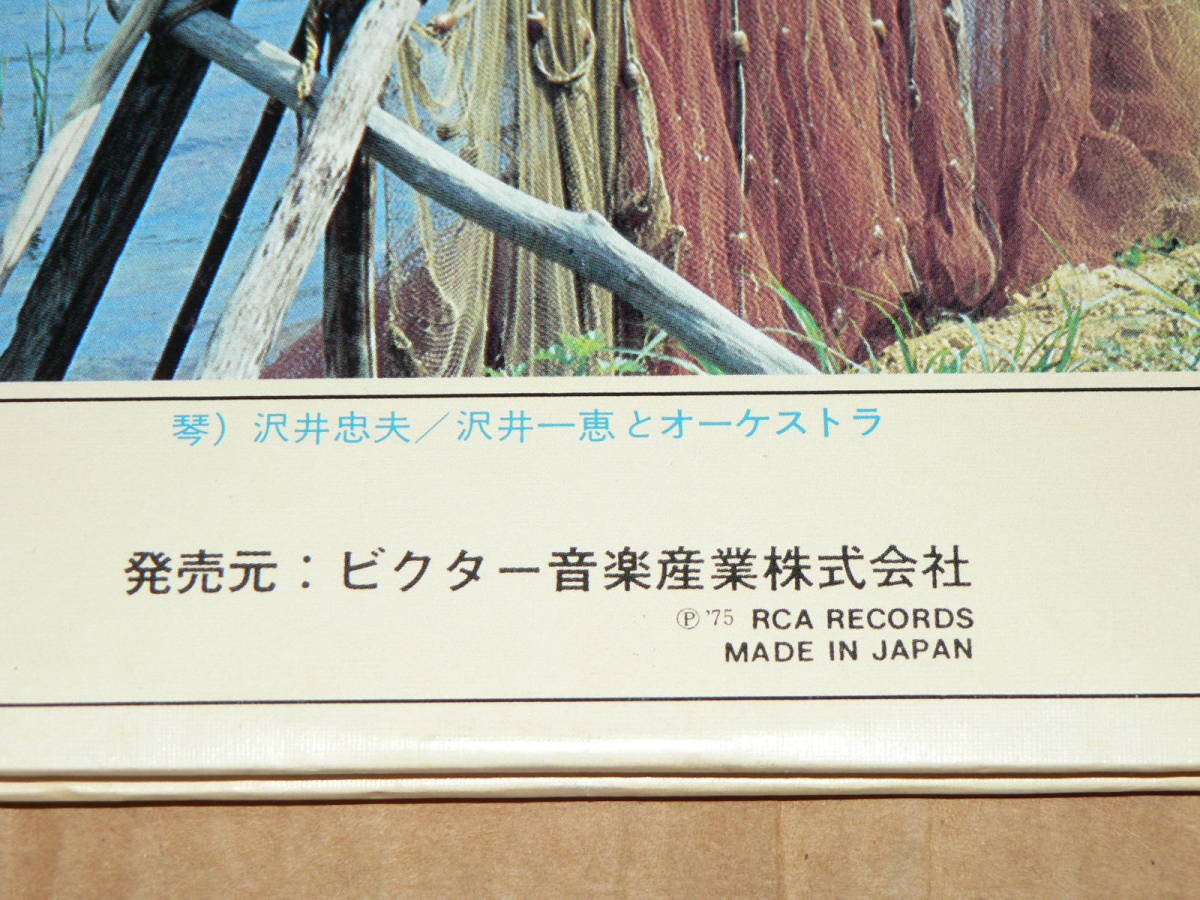 琴）沢井忠夫／沢井一恵とオーケストラ
発売元：ビクター音楽産業株式会社
Ⓟ '75 RCA RECORDS
MADE IN JAPAN